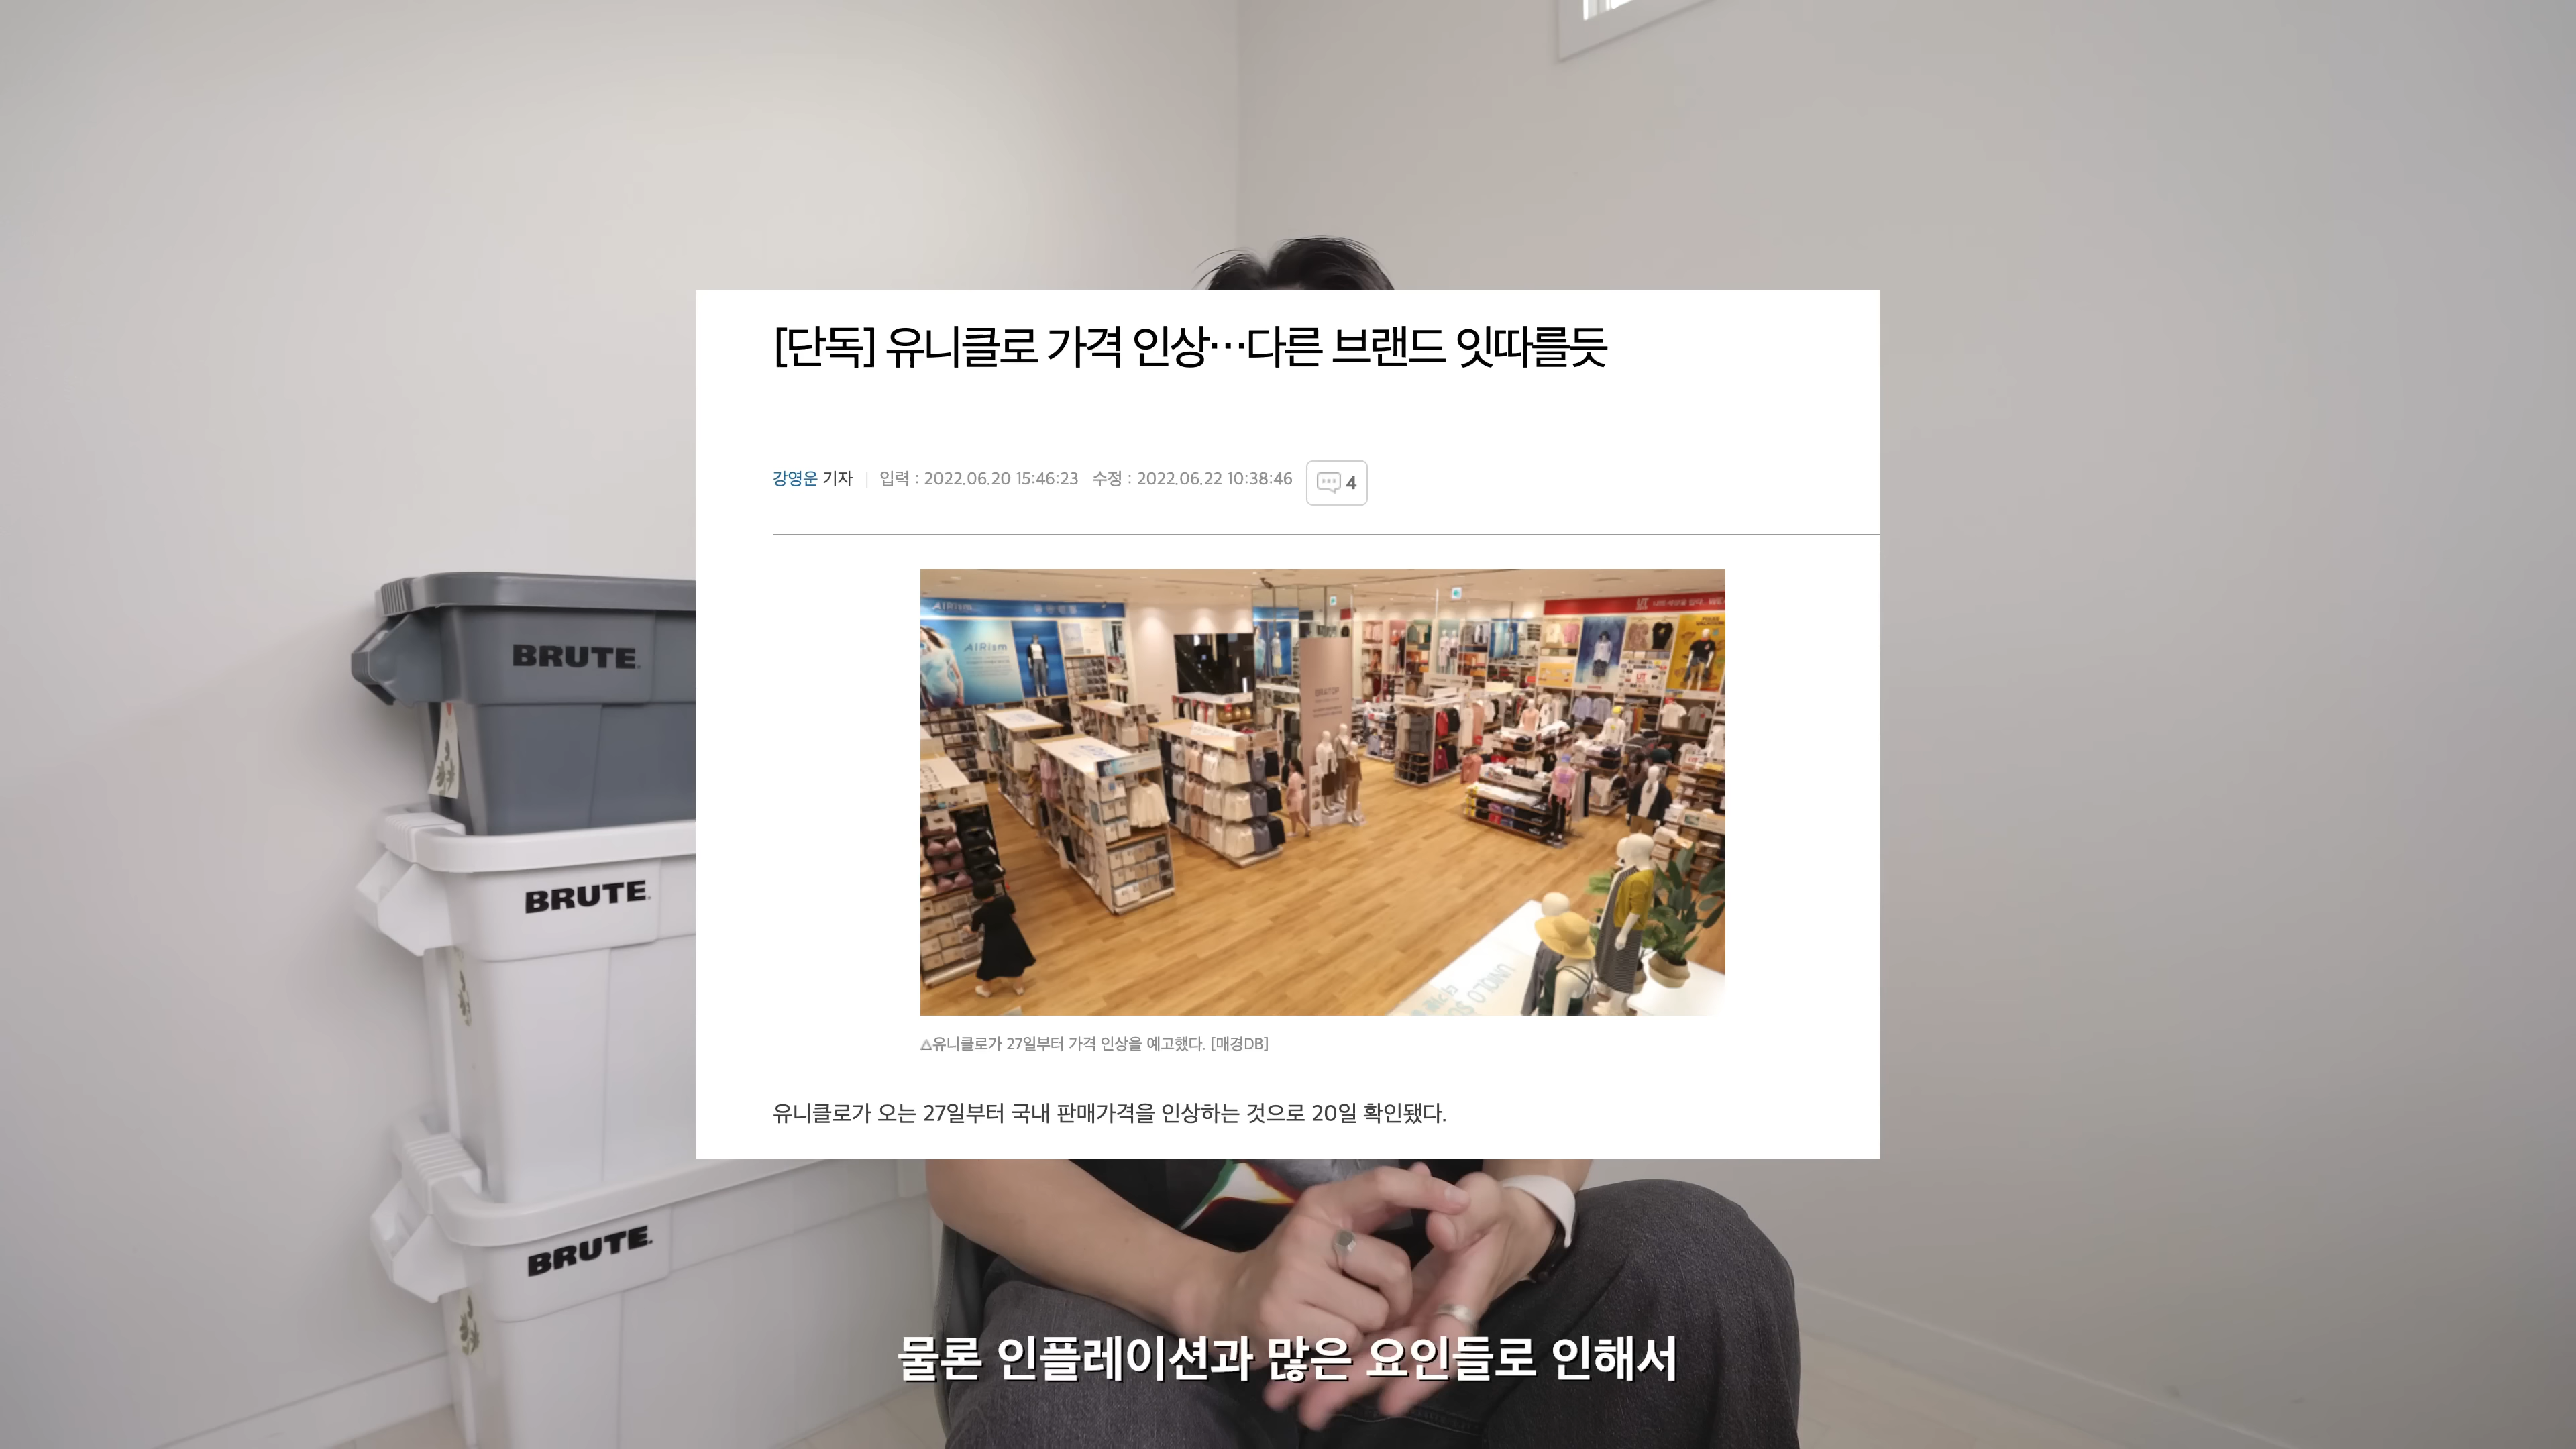 [단독] 유니클로 가격 인상…다른 브랜드 잇따를듯
강영운 기자 입력 : 2022.06.20 15:46:23 수정 : 2022.06.22 10:38:46 4
AIRism
AIRism
UT
△유니클로가 27일부터 가격 인상을 예고했다. [매경DB]
유니클로가 오는 27일부터 국내 판매가격을 인상하는 것으로 20일 확인됐다.
BRUTE
BRUTE
BRUTE
물론 인플레이션과 많은 요인들로 인해서